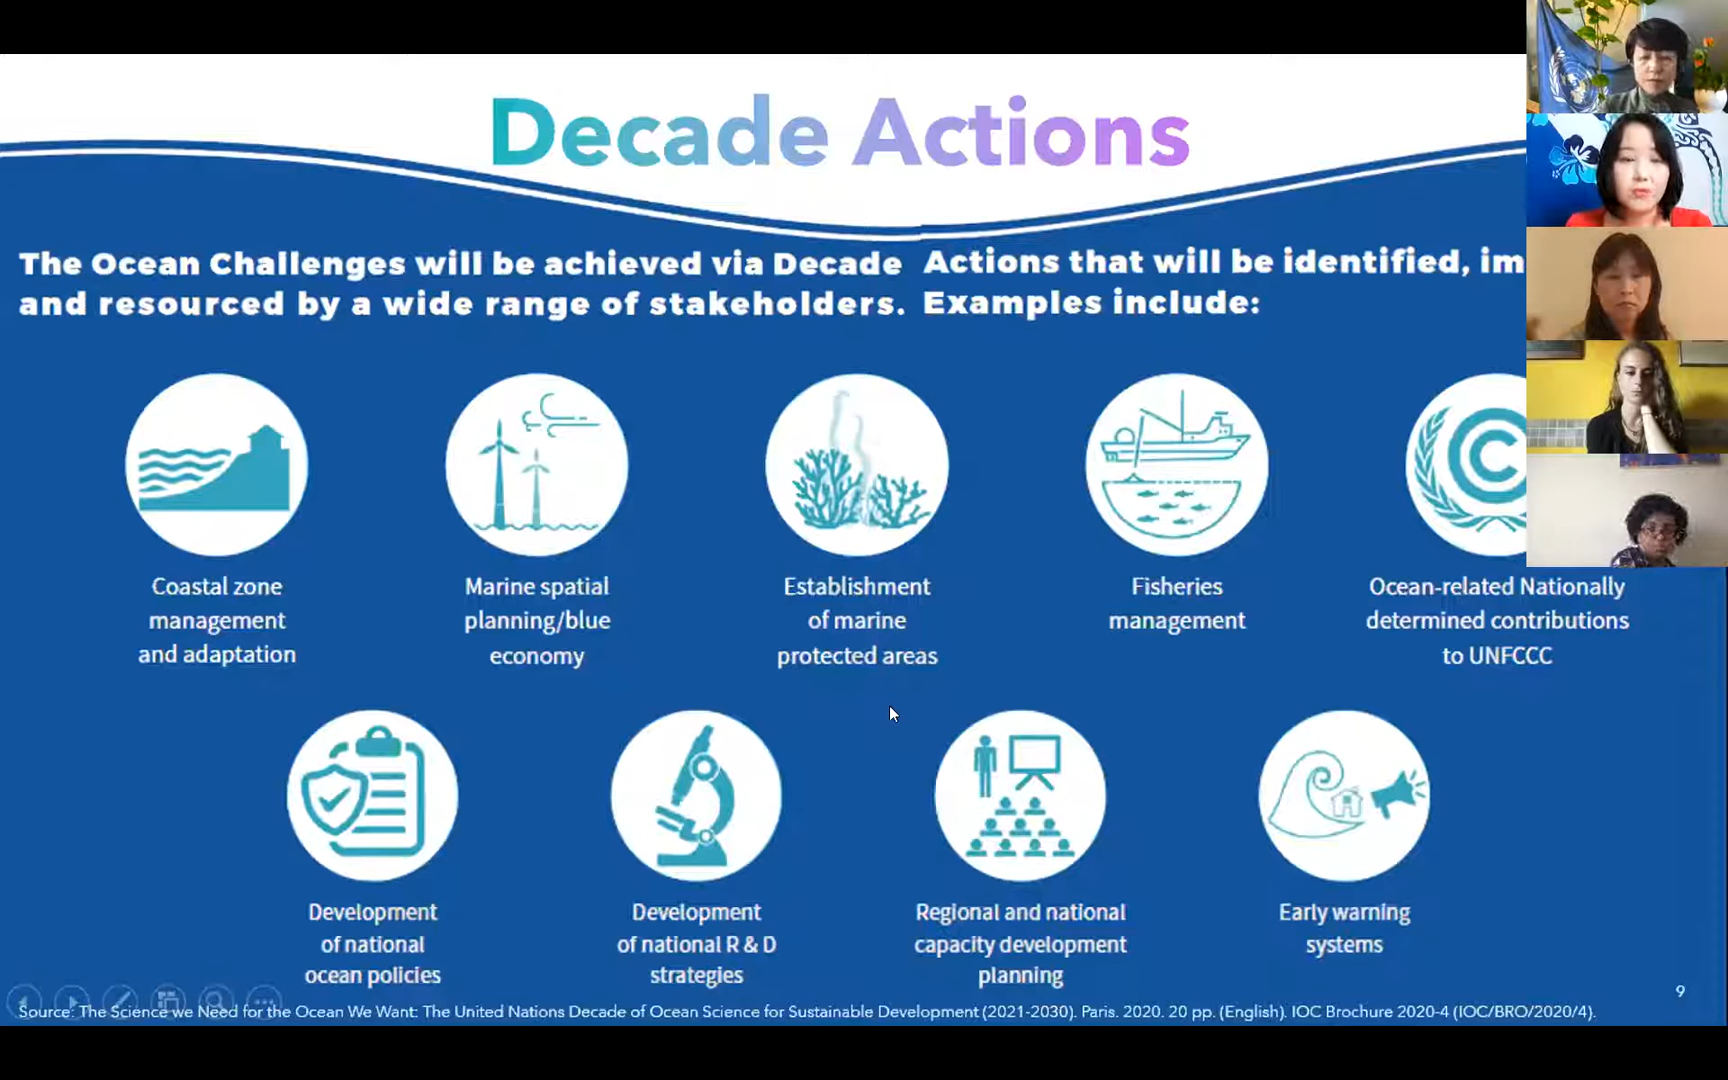 Decade Actions
The Ocean Challenges will be achieved via Decade Actions that will be identified, im
and resourced by a wide range of stakeholders. Examples include:
Coastal zone
management
and adaptation
Marine spatial
planning/blue
economy
Establishment
of marine
protected areas
Fisheries
management
Ocean-related Nationally
determined contributions
to UNFCCC
Development
of national
ocean policies
Development
of national R & D
strategies
Regional and national
capacity development
planning
Early warning
systems
9
Source: The Science we Need for the Ocean We Want: The United Nations Decade of Ocean Science for Sustainable Development (2021-2030). Paris. 2020. 20 pp. (English). IOC Brochure 2020-4 (IOC/BRO/2020/4).